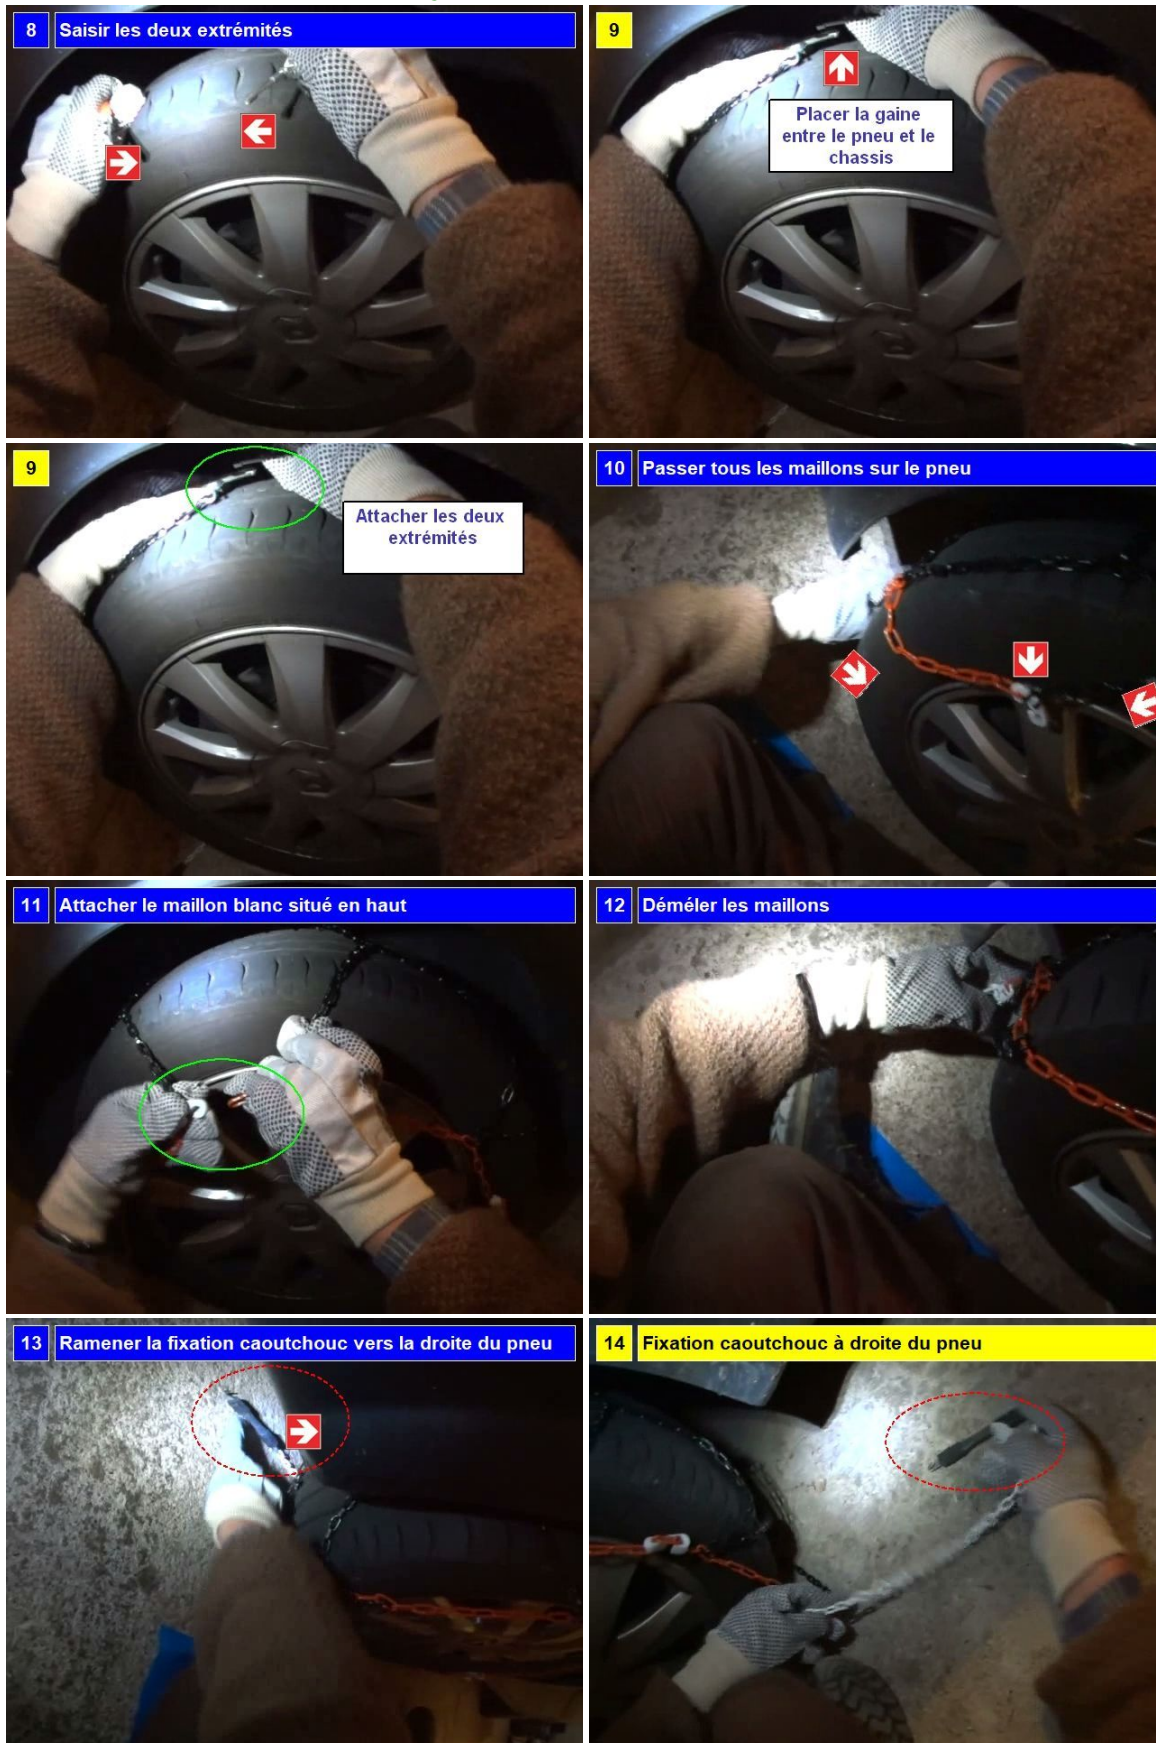 8 Saisir les deux extrémités
9
Placer la gaine
entre le pneu et le
chassis
9
Attacher les deux
extrémités
10 Passer tous les maillons sur le pneu
11 Attacher le maillon blanc situé en haut
12 Déméler les maillons
13 Ramener la fixation caoutchouc vers la droite du pneu
14 Fixation caoutchouc à droite du pneu